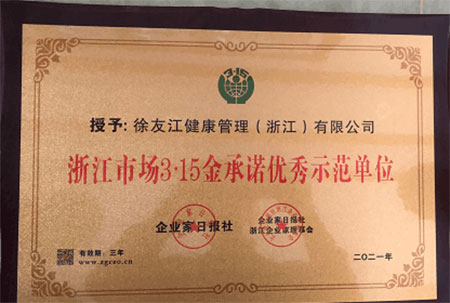 3·15
授予:徐友江健康管理(浙江)有限公司
浙江市场3·15金承诺优秀示范单位
企业家日报社
企业家日报社
浙江企业家理事会
有效期:三年
www.zgceo.cn
二〇二一年